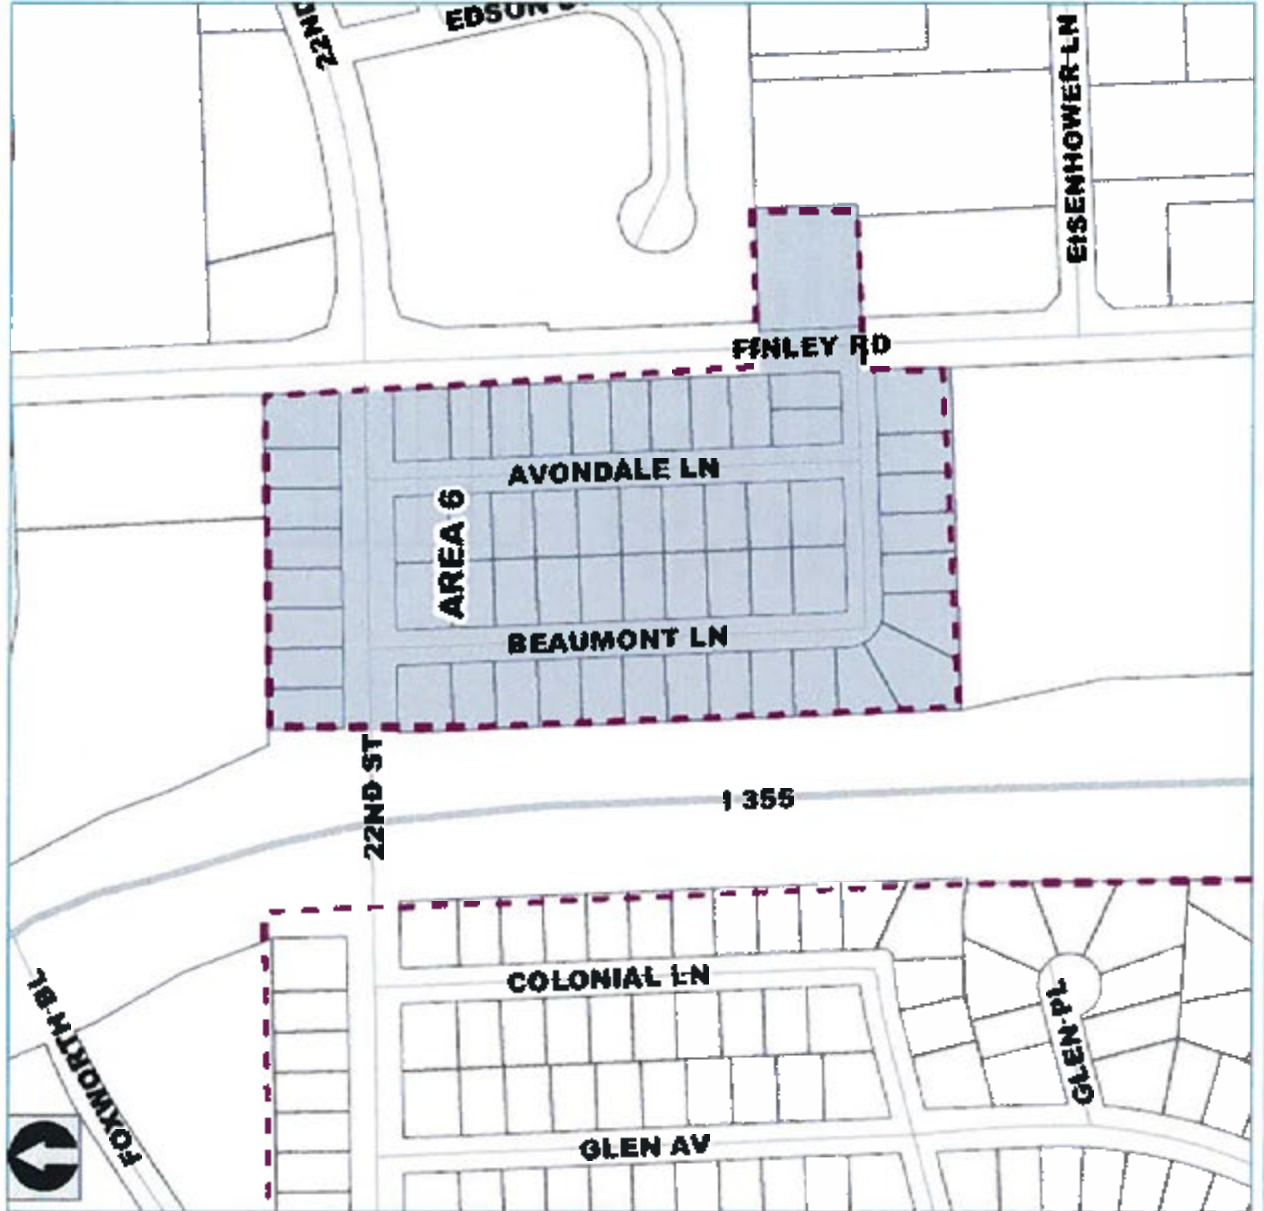 22ND
EDSON
EISENHOWER LN
FINLEY RD
AVONDALE LN
AREA 6
BEAUMONT LN
22ND ST
I 355
COLONIAL LN
FOXWORTH BL
GLEN PL
GLEN AV